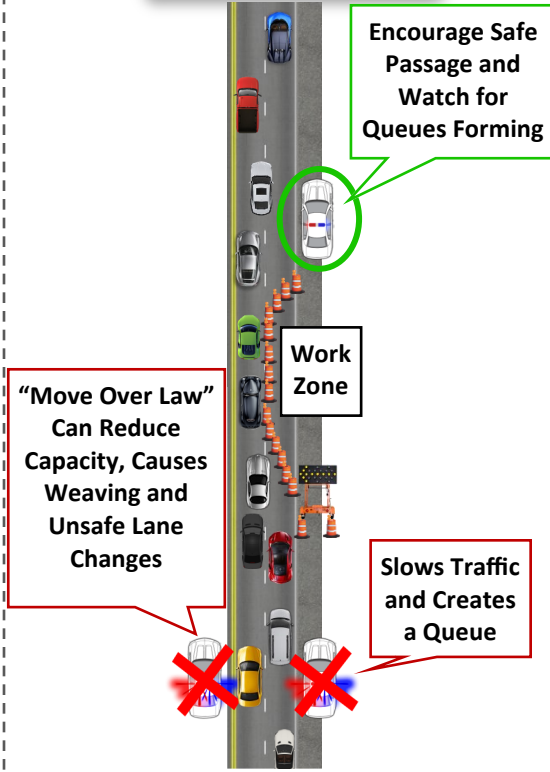 Encourage Safe
Passage and
Watch for
Queues Forming
Work
Zone
“Move Over Law”
Can Reduce
Capacity, Causes
Weaving and
Unsafe Lane
Changes
Slows Traffic
and Creates
a Queue